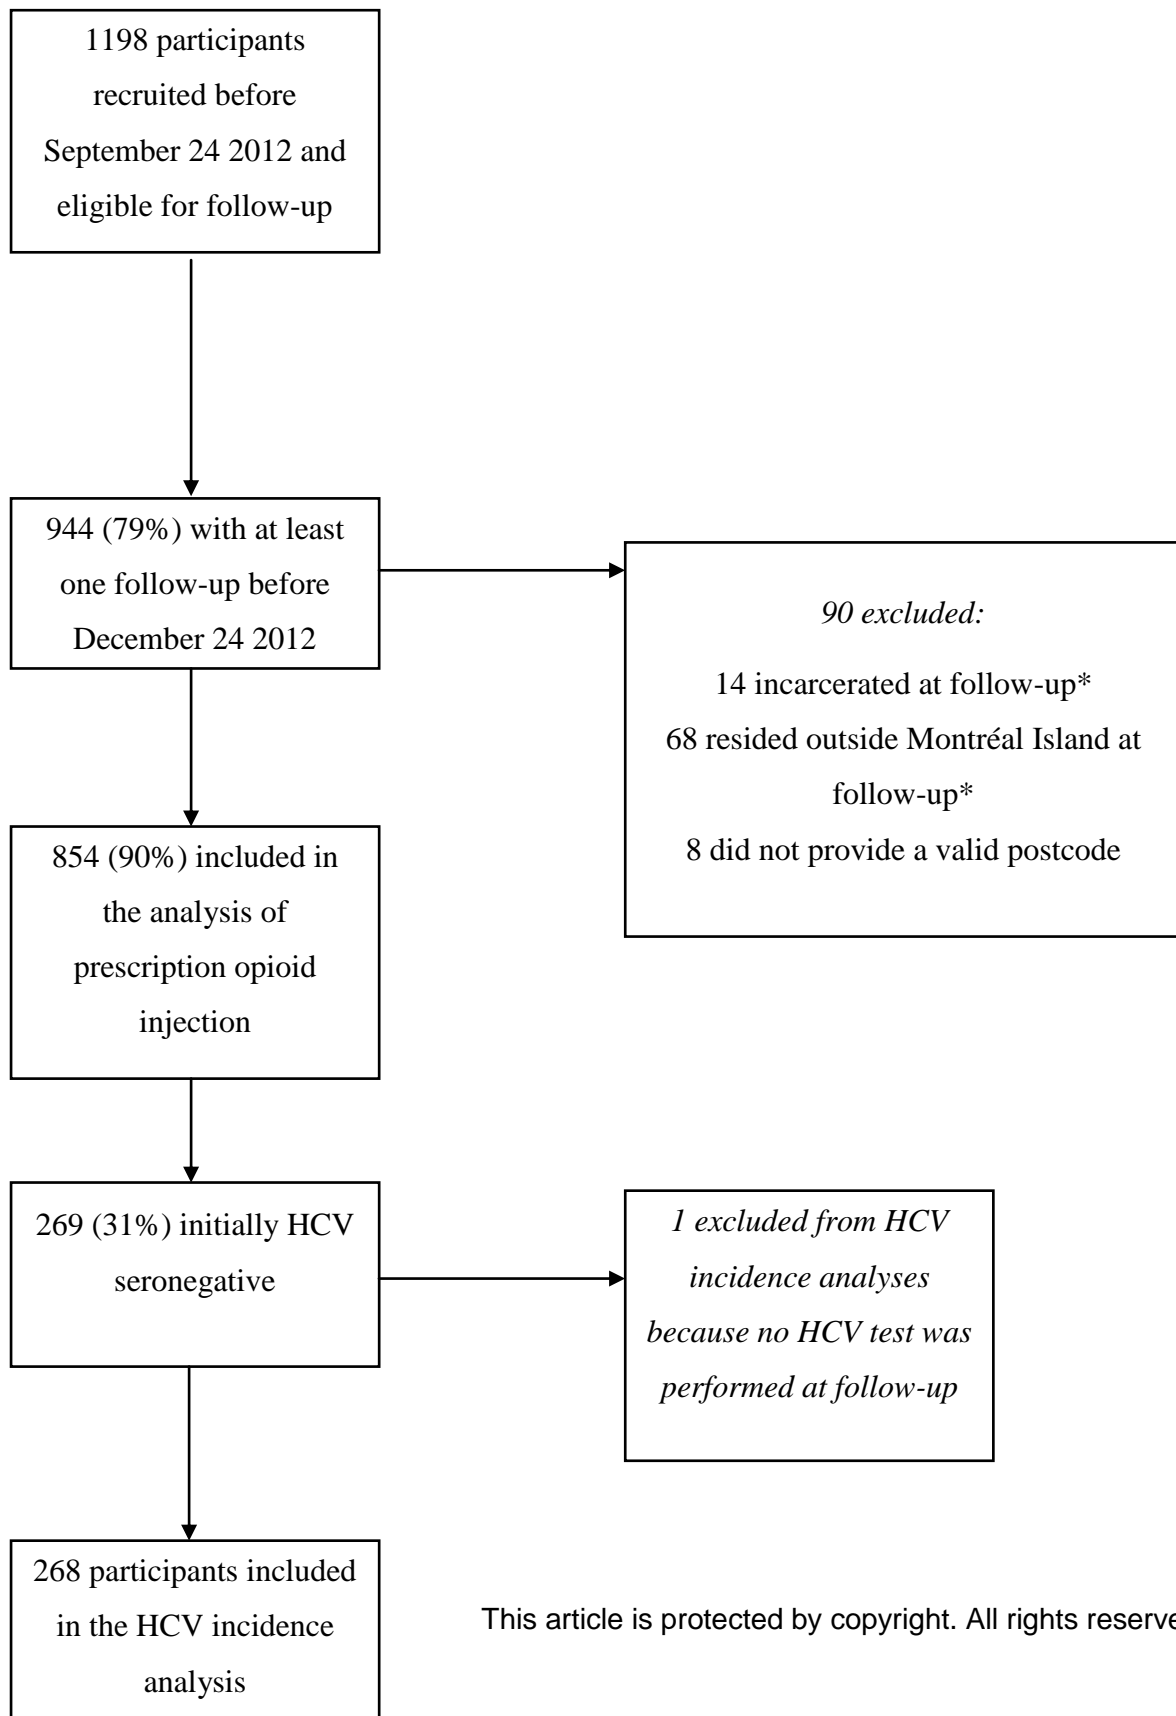 1198 participants
recruited before
September 24 2012 and
eligible for follow-up
944 (79%) with at least
one follow-up before
December 24 2012
90 excluded:
14 incarcerated at follow-up*
68 resided outside Montréal Island at
follow-up*
8 did not provide a valid postcode
854 (90%) included in
the analysis of
prescription opioid
injection
269 (31%) initially HCV
seronegative
1 excluded from HCV
incidence analyses
because no HCV test was
performed at follow-up
268 participants included
in the HCV incidence
analysis
This article is protected by copyright. All rights reserve